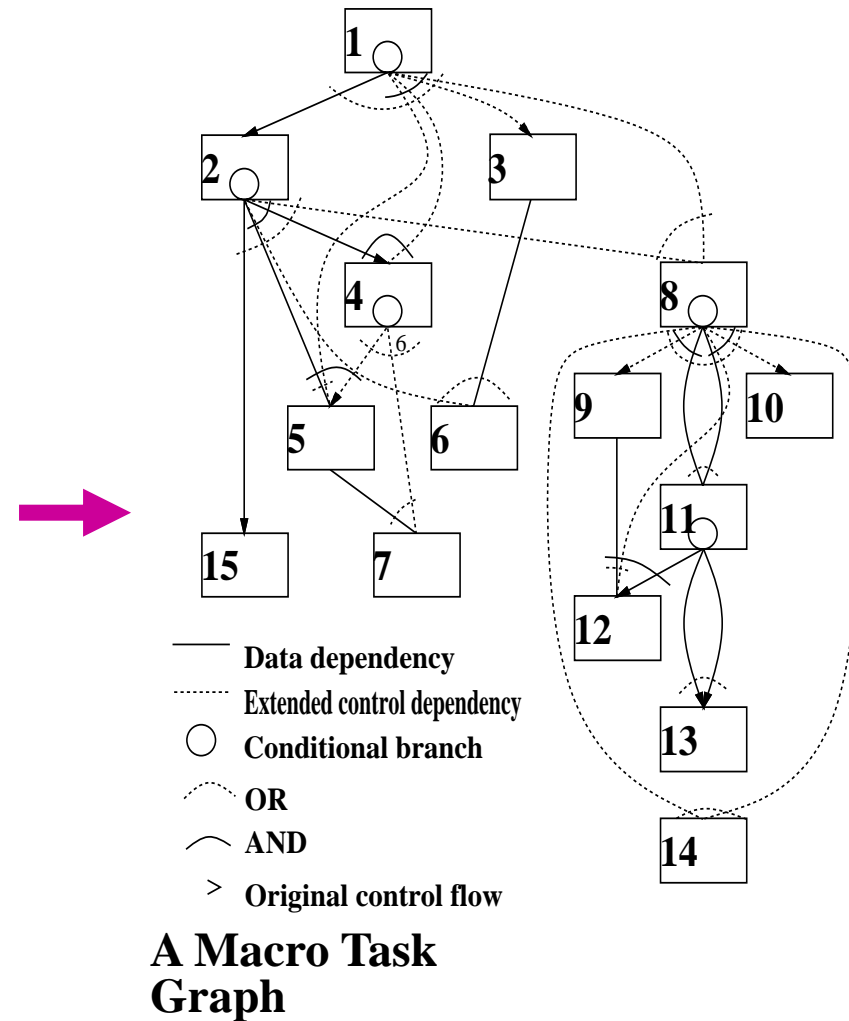 1
2
3
4
8
6
9
10
5
6
11
15
7
12
13
14
Data dependency
Extended control dependency
Conditional branch
OR
AND
Original control flow
A Macro Task
Graph